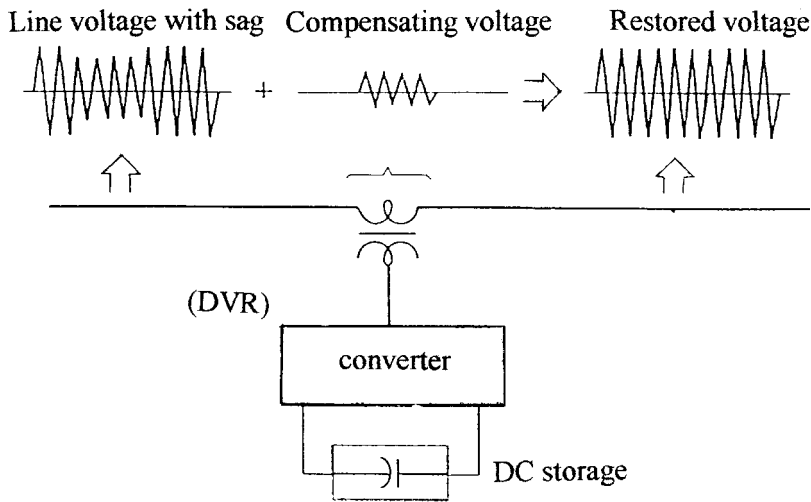 Line voltage with sag
Compensating voltage
Restored voltage
+
(DVR)
converter
DC storage